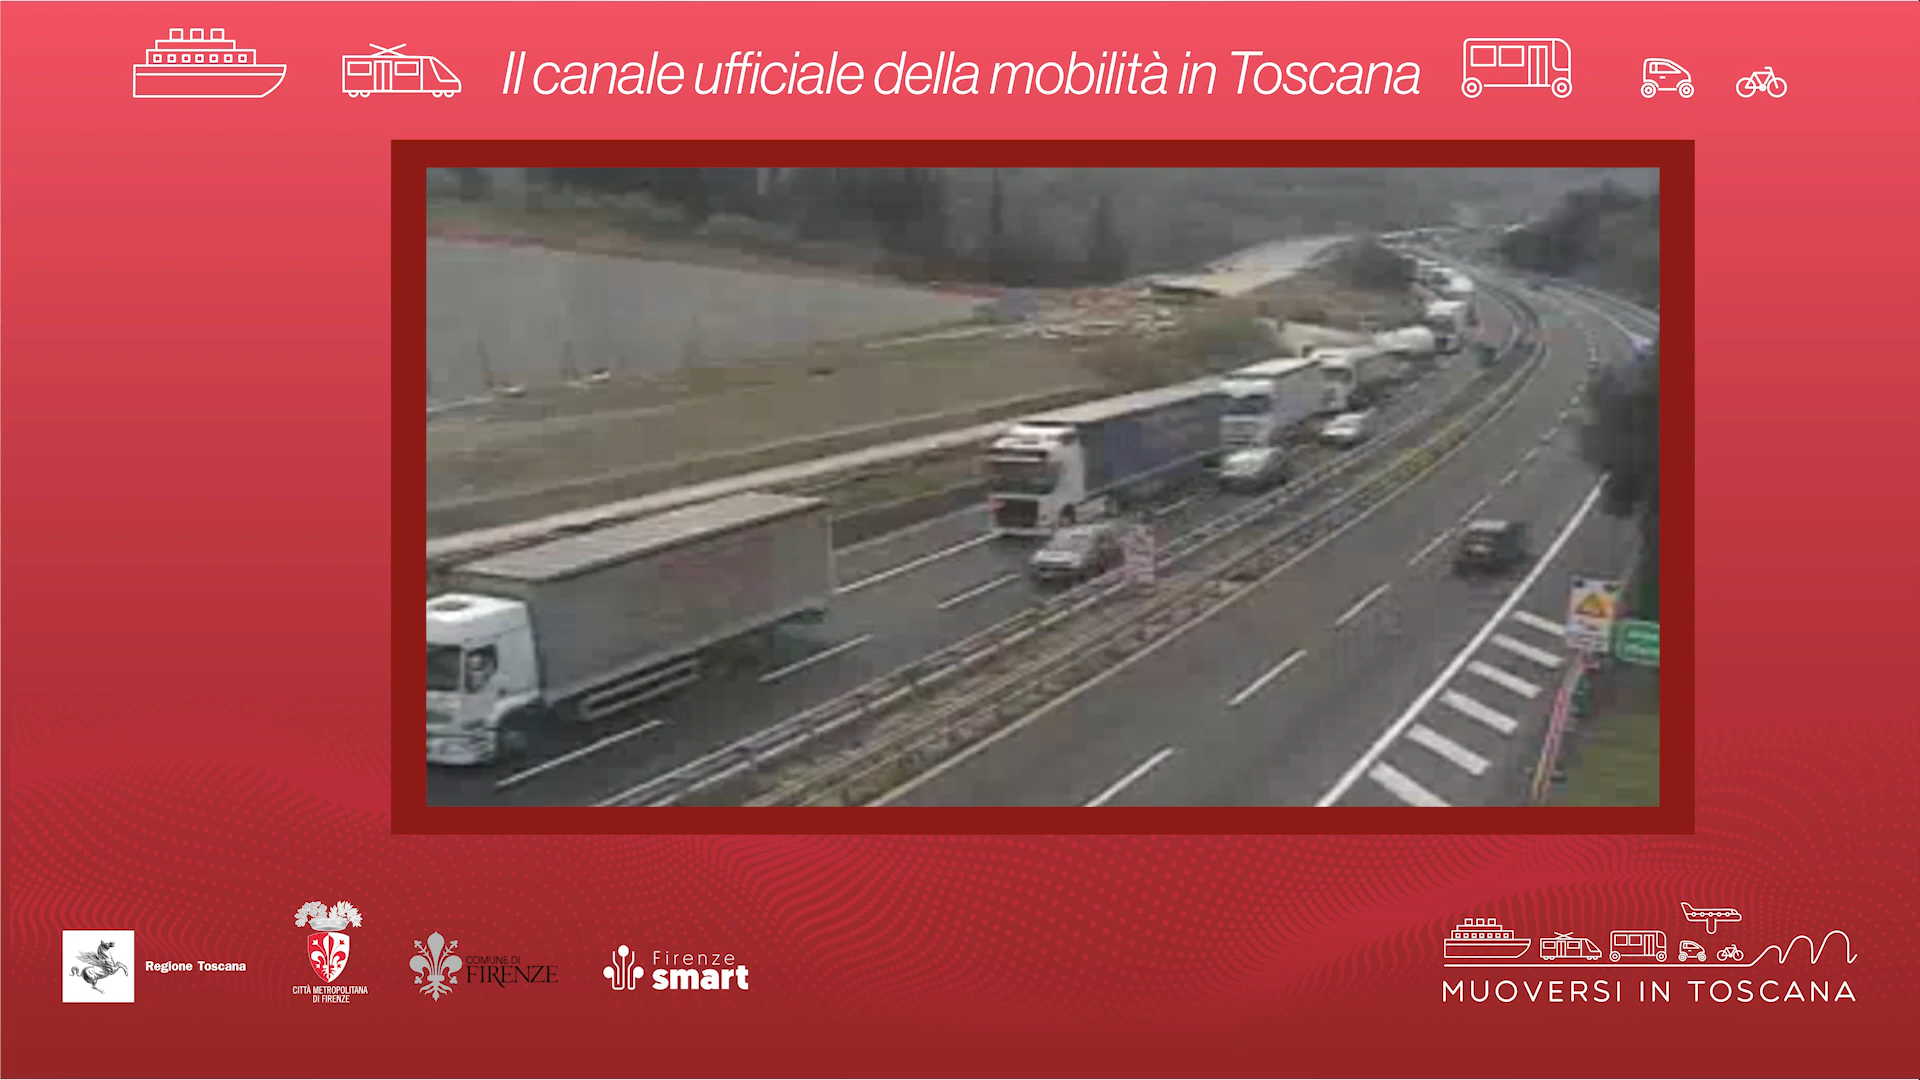 Il canale ufficiale della mobilità in Toscana
Regione Toscana
CITTÀ METROPOLITANA
DI FIRENZE
COMUNE DI
FIRENZE
Firenze
smart
MUOVERSI IN TOSCANA